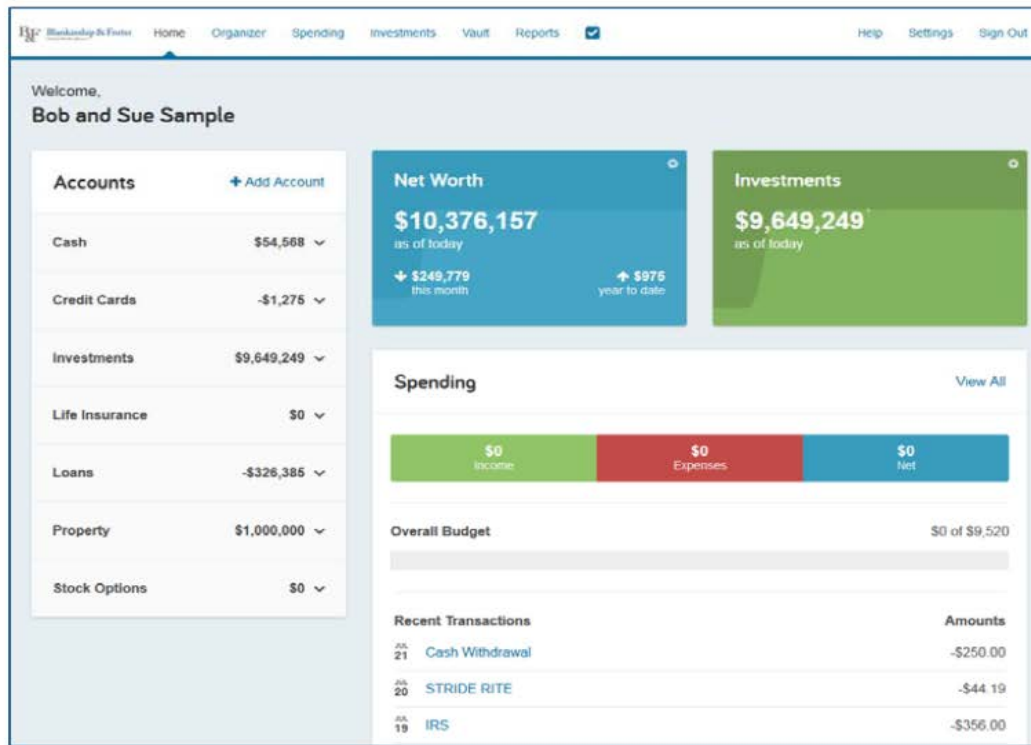 Blankinship & Foster Home Organizer Spending Investments Vault Reports Help Settings Sign Out
Welcome,
Bob and Sue Sample
Accounts + Add Account
Cash $54,568
Credit Cards -$1,275
Investments $9,649,249
Life Insurance $0
Loans -$326,385
Property $1,000,000
Stock Options $0
Net Worth
$10,376,157
as of today
$249,779 $975
this month year to date
Investments
$9,649,249*
as of today
Spending View All
$0 $0 $0
Income Expenses Net
Overall Budget $0 of $9,520
Recent Transactions Amounts
JUL 21 Cash Withdrawal -$250.00
JUL 20 STRIDE RITE -$44.19
JUL 19 IRS -$356.00